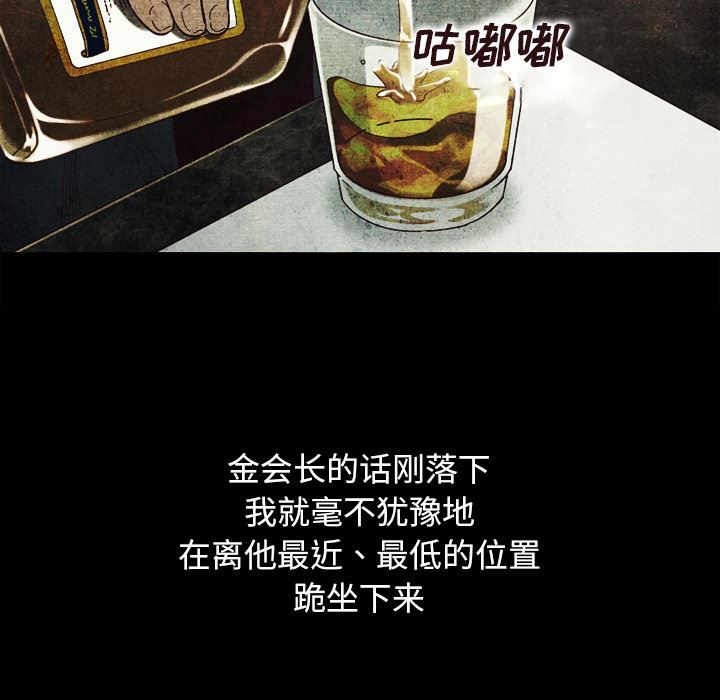 咕嘟嘟
金会长的话刚落下
我就毫不犹豫地
在离他最近、最低的位置
跪坐下来